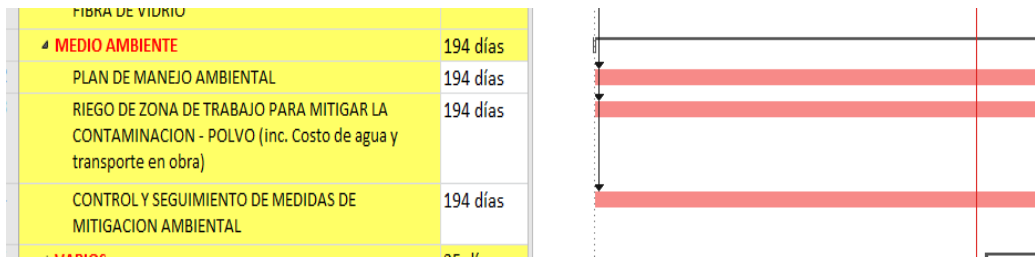 FIBRA DE VIDRIO
MEDIO AMBIENTE 194 días
PLAN DE MANEJO AMBIENTAL 194 días
RIEGO DE ZONA DE TRABAJO PARA MITIGAR LA 194 días
CONTAMINACION - POLVO (inc. Costo de agua y
transporte en obra)
CONTROL Y SEGUIMIENTO DE MEDIDAS DE 194 días
MITIGACION AMBIENTAL